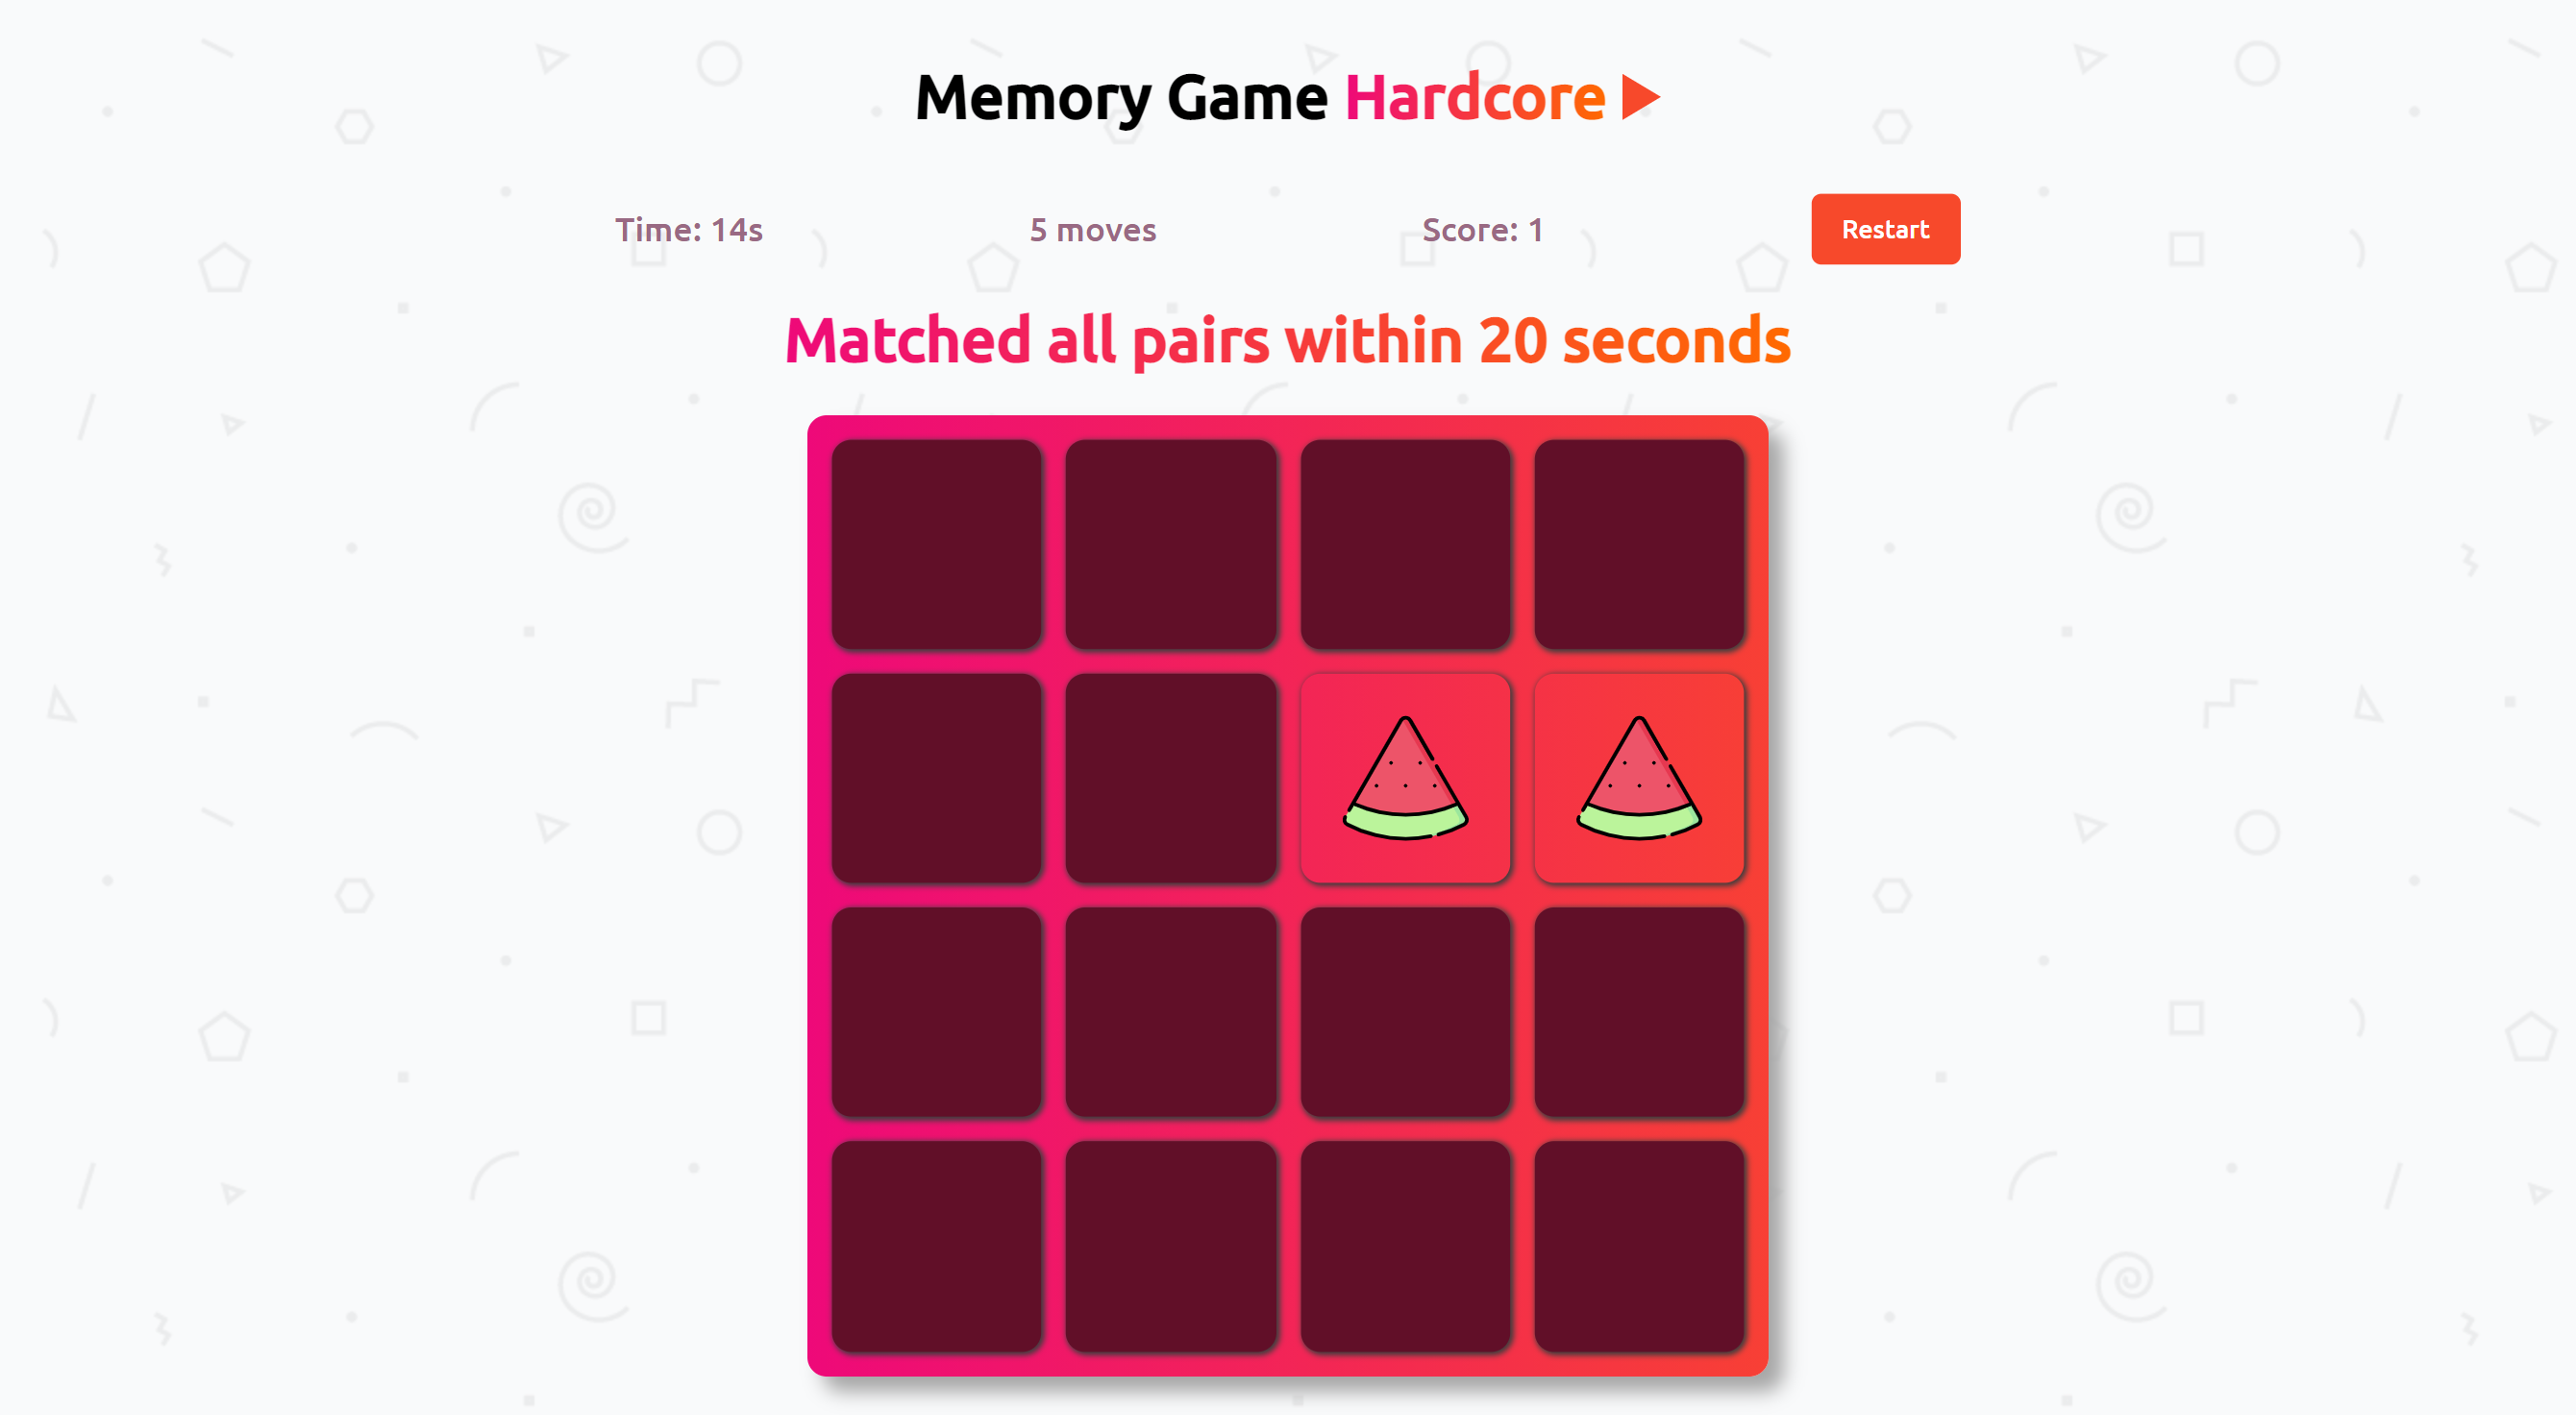 Memory Game Hardcore
Time: 14s
5 moves
Score: 1
Restart
Matched all pairs within 20 seconds